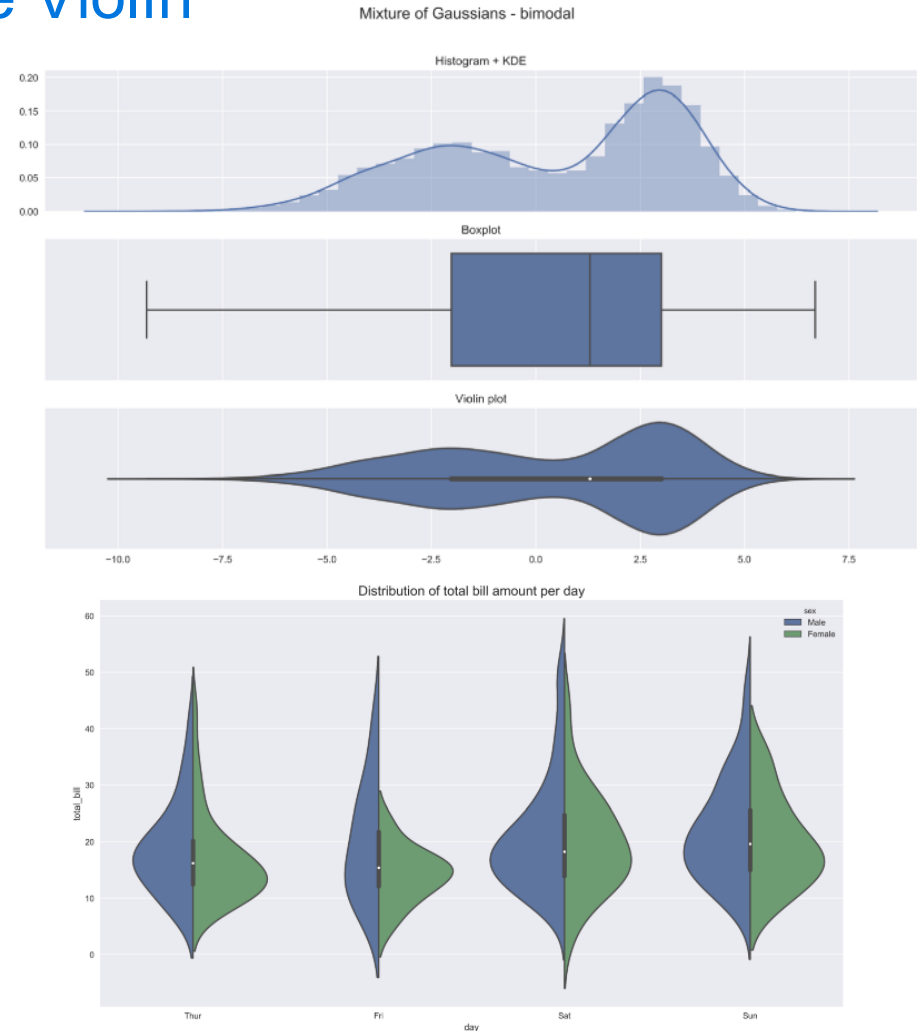 e Violin
Mixture of Gaussians - bimodal
Histogram + KDE
0.20
0.15
0.10
0.05
0.00
Boxplot
Violin plot
−10.0 −7.5 −5.0 −2.5 0.0 2.5 5.0 7.5
Distribution of total bill amount per day
sex
Male
Female
60
50
40
30
20
10
0
total_bill
Thur Fri Sat Sun
day